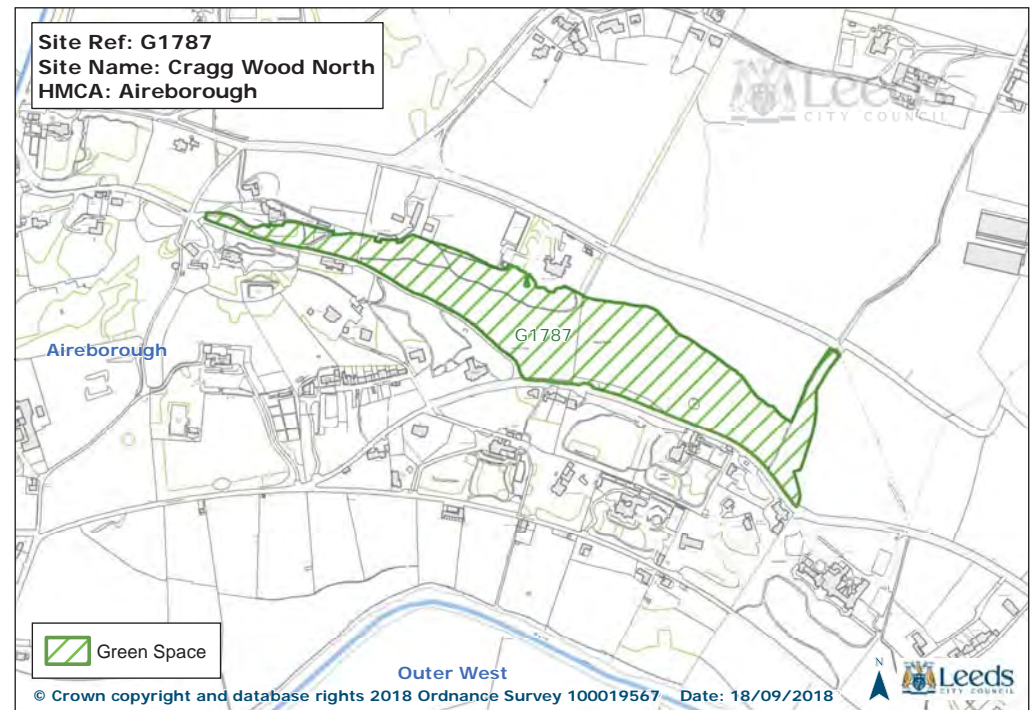 Site Ref: G1787
Site Name: Cragg Wood North
HMCA: Aireborough
Leeds
CITY COUNCIL
G1787
Aireborough
Green Space
Outer West
© Crown copyright and database rights 2018 Ordnance Survey 100019567 Date: 18/09/2018
N
Leeds
CITY COUNCIL